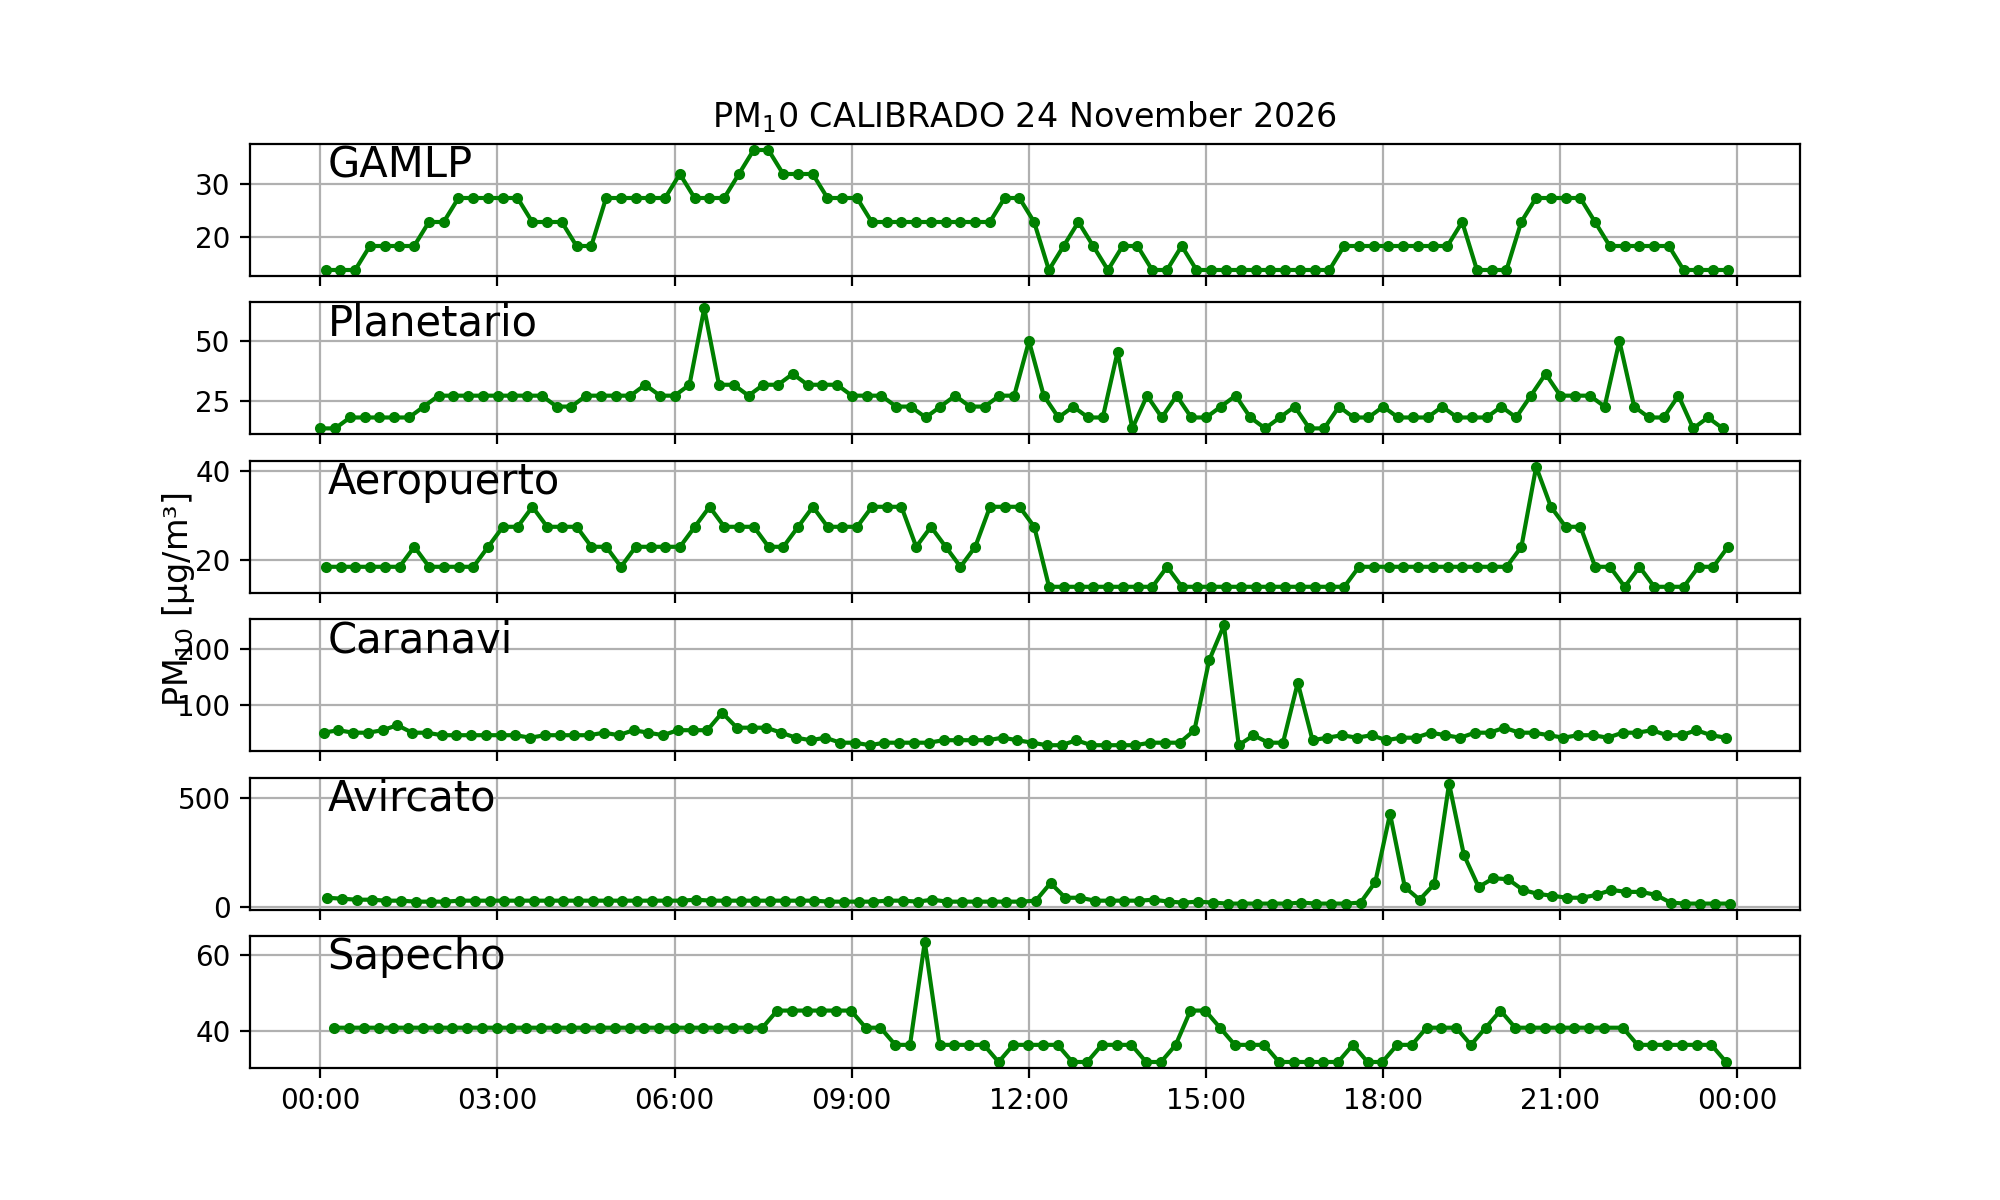 PM₁0 CALIBRADO 24 November 2026
GAMLP
30
20
Planetario
50
25
Aeropuerto
40
20
PM₁₀ [µg/m³]
Caranavi
200
100
Avircato
500
0
Sapecho
60
40
00:00 03:00 06:00 09:00 12:00 15:00 18:00 21:00 00:00